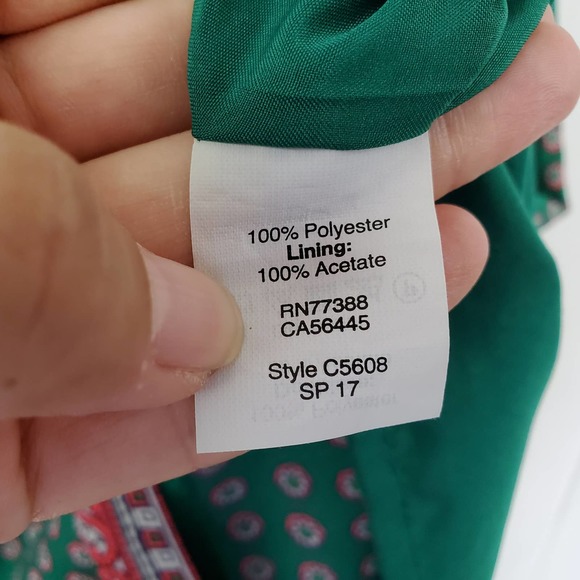 100% Polyester
Lining:
100% Acetate
RN77388
CA56445
Style C5608
SP 17